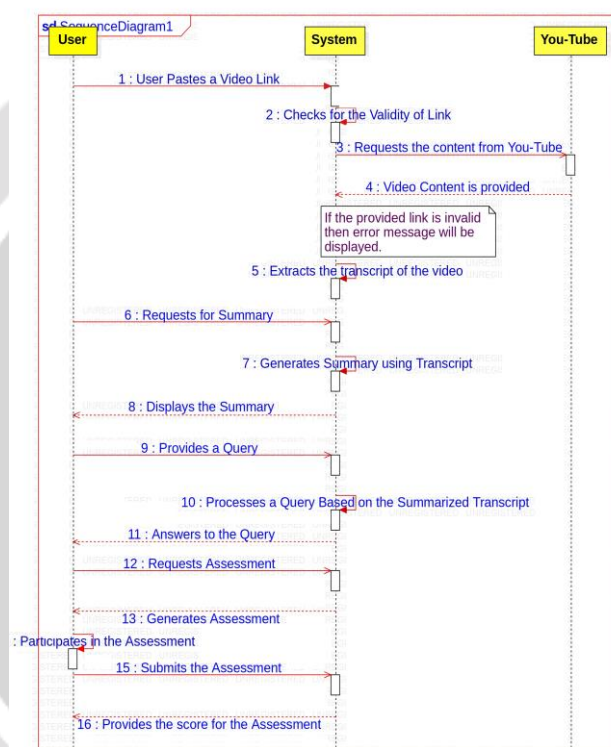 sd SequenceDiagram1
User
System
You-Tube
1 : User Pastes a Video Link
2 : Checks for the Validity of Link
3 : Requests the content from You-Tube
4 : Video Content is provided
If the provided link is invalid
then error message will be
displayed.
5 : Extracts the transcript of the video
6 : Requests for Summary
7 : Generates Summary using Transcript
8 : Displays the Summary
9 : Provides a Query
10 : Processes a Query Based on the Summarized Transcript
11 : Answers to the Query
12 : Requests Assessment
13 : Generates Assessment
: Participates in the Assessment
15 : Submits the Assessment
16 : Provides the score for the Assessment